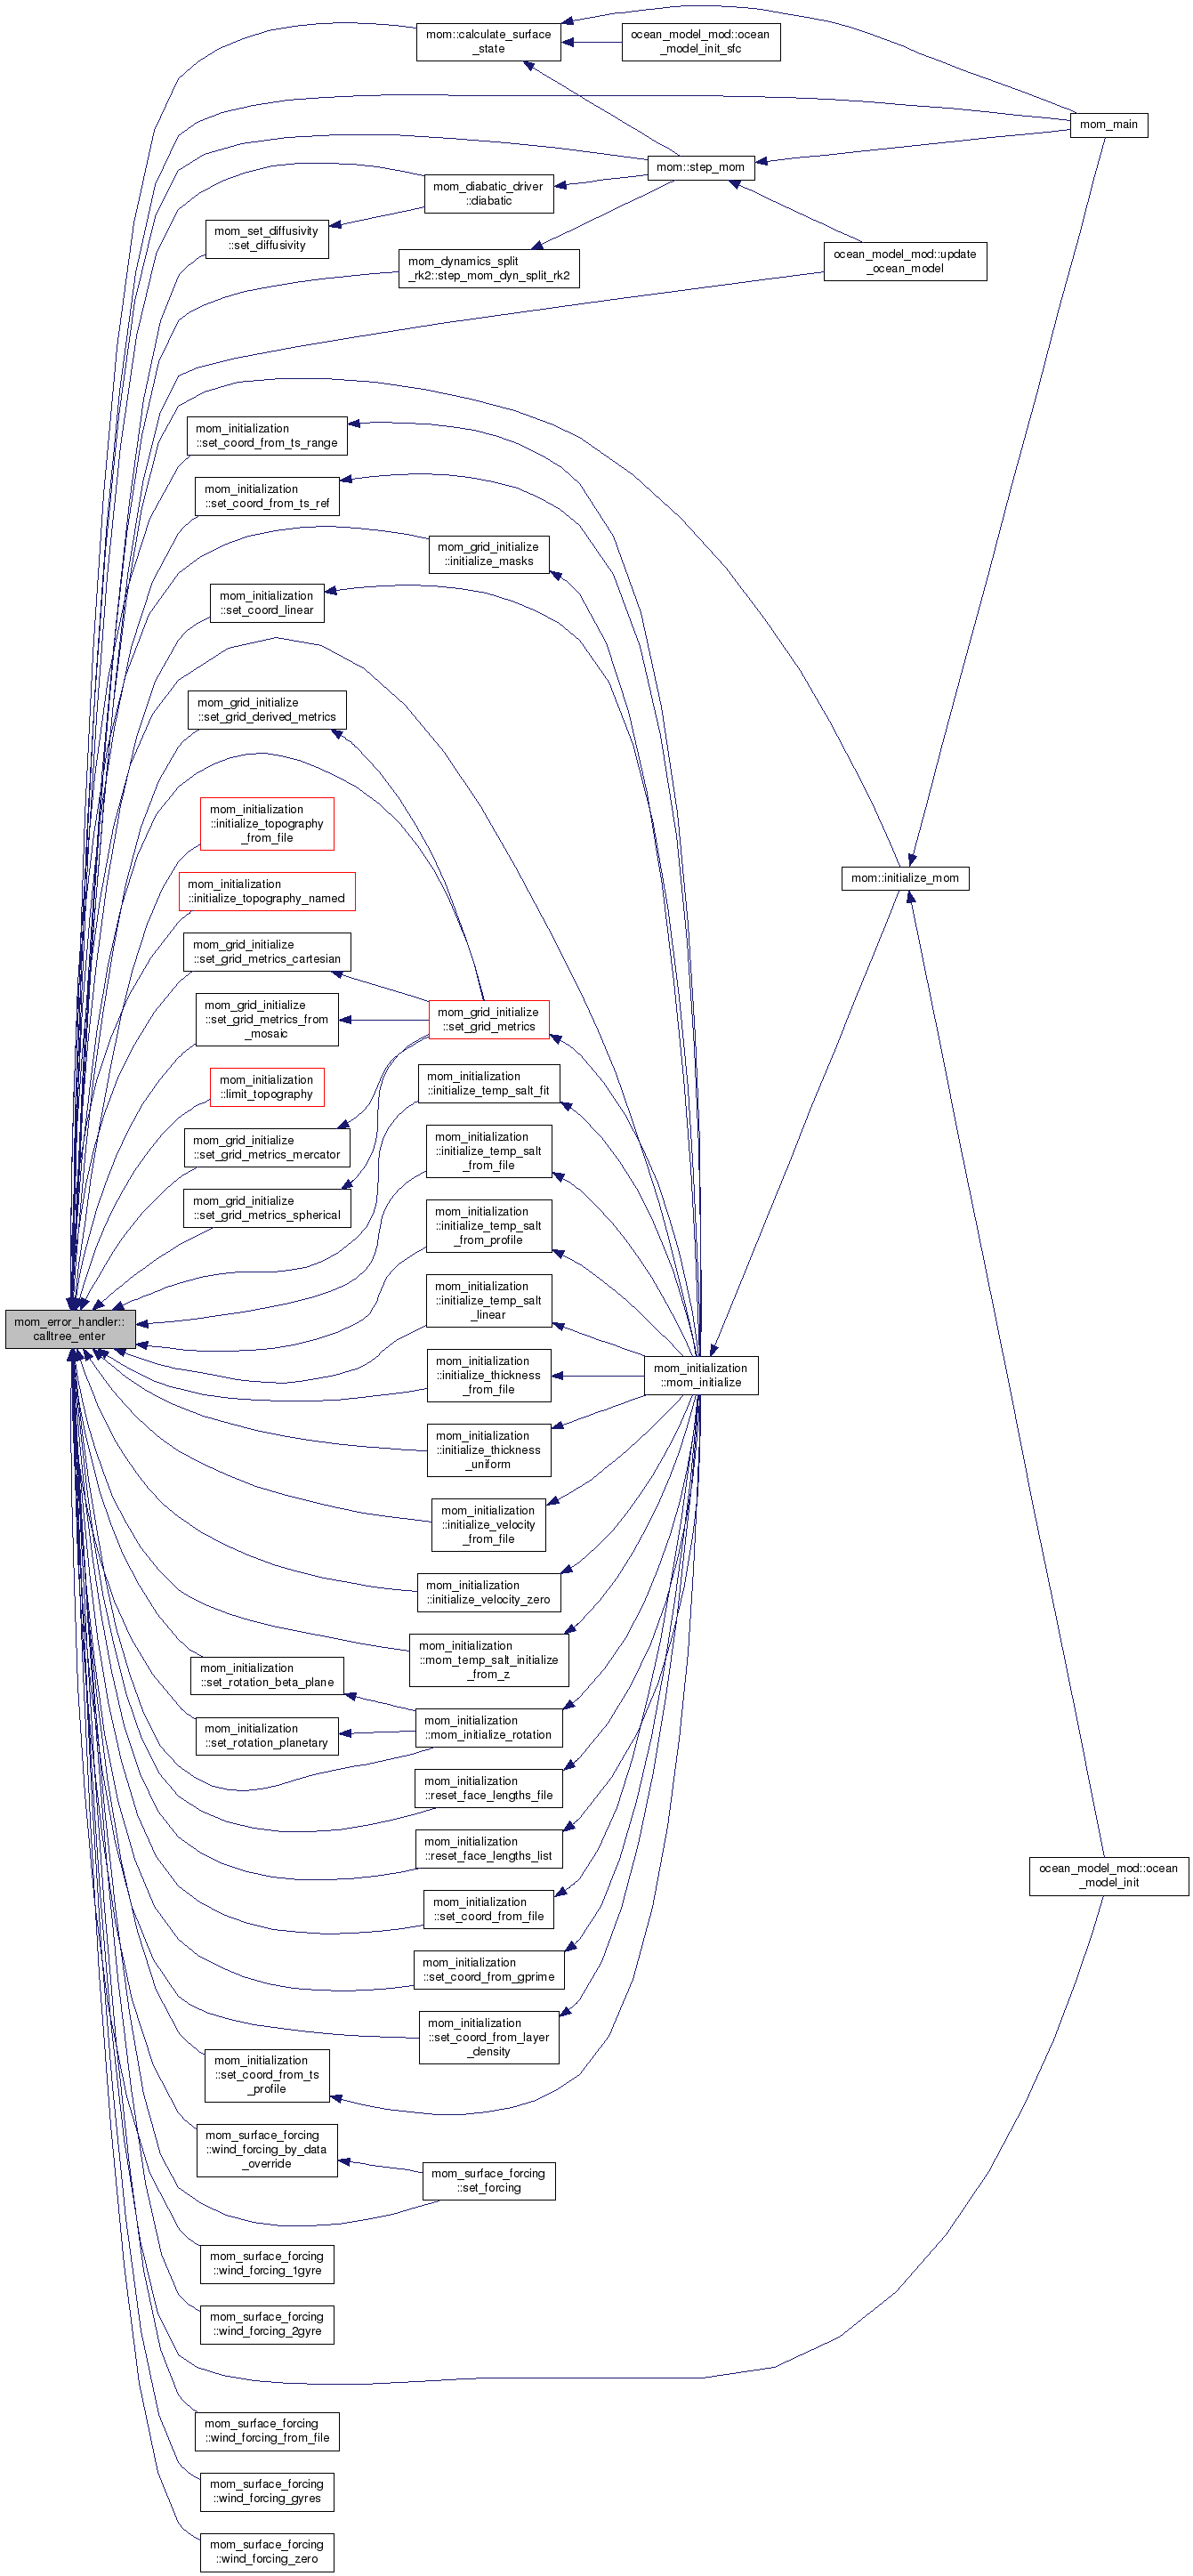 mom::calculate_surface
_state
ocean_model_mod::ocean
_model_init_sfc
mom_main
mom::step_mom
mom_diabatic_driver
::diabatic
mom_set_diffusivity
::set_diffusivity
mom_dynamics_split
_rk2::step_mom_dyn_split_rk2
ocean_model_mod::update
_ocean_model
mom_initialization
::set_coord_from_ts_range
mom_initialization
::set_coord_from_ts_ref
mom_grid_initialize
::initialize_masks
mom_initialization
::set_coord_linear
mom_grid_initialize
::set_grid_derived_metrics
mom_initialization
::initialize_topography
_from_file
mom_initialization
::initialize_topography_named
mom::initialize_mom
mom_grid_initialize
::set_grid_metrics_cartesian
mom_grid_initialize
::set_grid_metrics_from
_mosaic
mom_grid_initialize
::set_grid_metrics
mom_initialization
::limit_topography
mom_initialization
::initialize_temp_salt_fit
mom_grid_initialize
::set_grid_metrics_mercator
mom_initialization
::initialize_temp_salt
_from_file
mom_grid_initialize
::set_grid_metrics_spherical
mom_initialization
::initialize_temp_salt
_from_profile
mom_error_handler::
calltree_enter
mom_initialization
::initialize_temp_salt
_linear
mom_initialization
::initialize_thickness
_from_file
mom_initialization
::mom_initialize
mom_initialization
::initialize_thickness
_uniform
mom_initialization
::initialize_velocity
_from_file
mom_initialization
::initialize_velocity_zero
mom_initialization
::mom_temp_salt_initialize
_from_z
mom_initialization
::set_rotation_beta_plane
mom_initialization
::set_rotation_planetary
mom_initialization
::mom_initialize_rotation
mom_initialization
::reset_face_lengths_file
mom_initialization
::reset_face_lengths_list
ocean_model_mod::ocean
_model_init
mom_initialization
::set_coord_from_file
mom_initialization
::set_coord_from_gprime
mom_initialization
::set_coord_from_layer
_density
mom_initialization
::set_coord_from_ts
_profile
mom_surface_forcing
::wind_forcing_by_data
_override
mom_surface_forcing
::set_forcing
mom_surface_forcing
::wind_forcing_1gyre
mom_surface_forcing
::wind_forcing_2gyre
mom_surface_forcing
::wind_forcing_from_file
mom_surface_forcing
::wind_forcing_gyres
mom_surface_forcing
::wind_forcing_zero